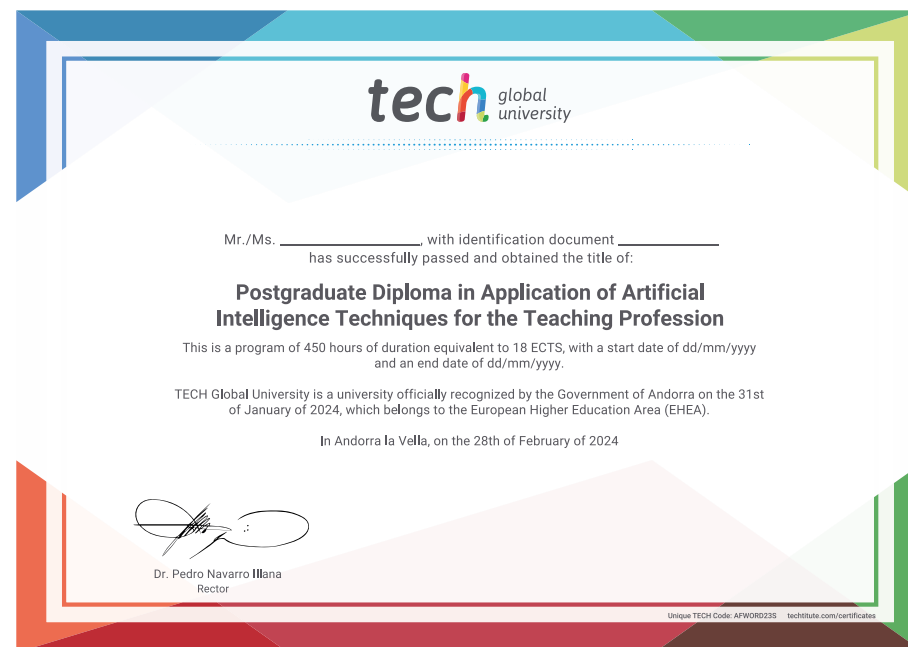 tech global
university
Mr./Ms. ____________________, with identification document ______________
has successfully passed and obtained the title of:
Postgraduate Diploma in Application of Artificial
Intelligence Techniques for the Teaching Profession
This is a program of 450 hours of duration equivalent to 18 ECTS, with a start date of dd/mm/yyyy
and an end date of dd/mm/yyyy.
TECH Global University is a university officially recognized by the Government of Andorra on the 31st
of January of 2024, which belongs to the European Higher Education Area (EHEA).
In Andorra la Vella, on the 28th of February of 2024
Dr. Pedro Navarro Illana
Rector
Unique TECH Code: AFWORD23S techtitute.com/certificates